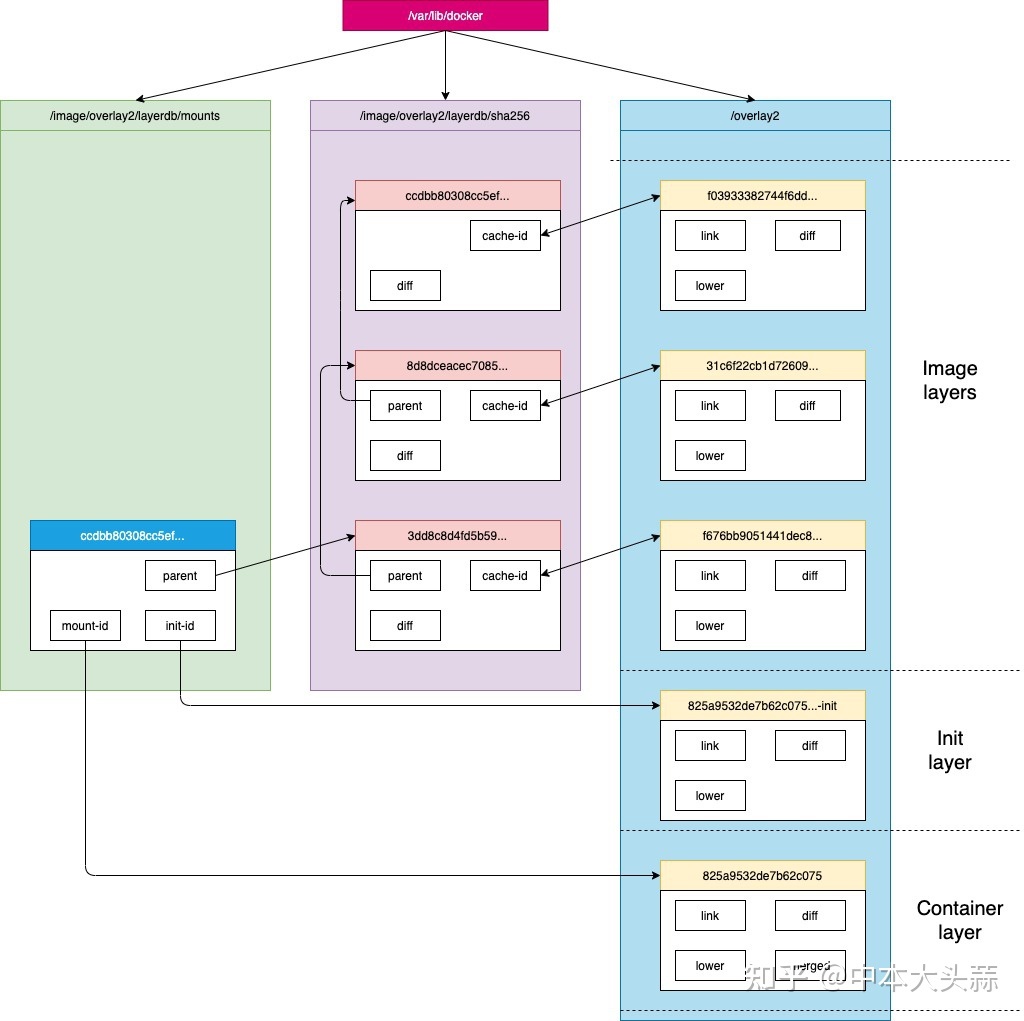 /var/lib/docker
/image/overlay2/layerdb/mounts
/image/overlay2/layerdb/sha256
/overlay2
ccdbb80308cc5ef...
cache-id
diff
f03933382744f6dd...
link
diff
lower
8d8dceacec7085...
parent
cache-id
diff
31c6f22cb1d72609...
link
diff
lower
Image
layers
ccdbb80308cc5ef...
parent
mount-id
init-id
3dd8c8d4fd5b59...
parent
cache-id
diff
f676bb9051441dec8...
link
diff
lower
825a9532de7b62c075...-init
link
diff
lower
Init
layer
825a9532de7b62c075
link
diff
lower
merged
Container
layer
知乎 @中本大头蒜